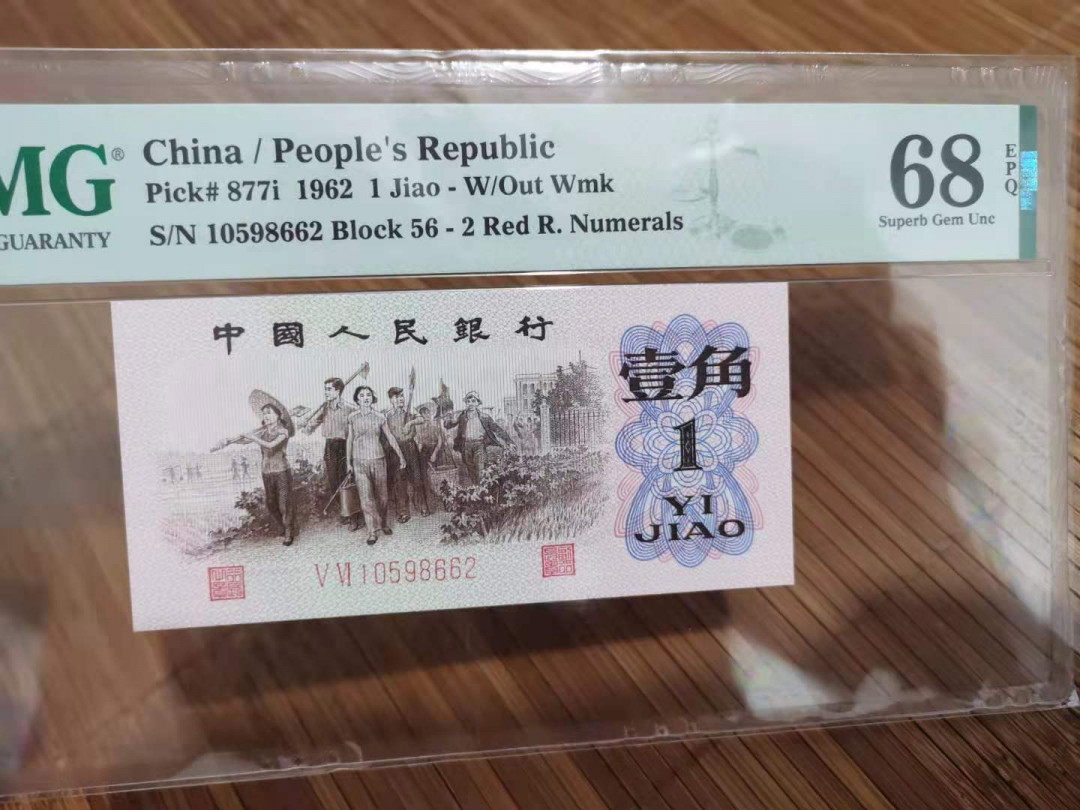 MG®
GUARANTY
China / People's Republic
Pick# 877i 1962 1 Jiao - W/Out Wmk
S/N 10598662 Block 56 - 2 Red R. Numerals
68
EPQ
Superb Gem Unc
中國人民銀行
壹角
1
YI
JIAO
V VI 10598662